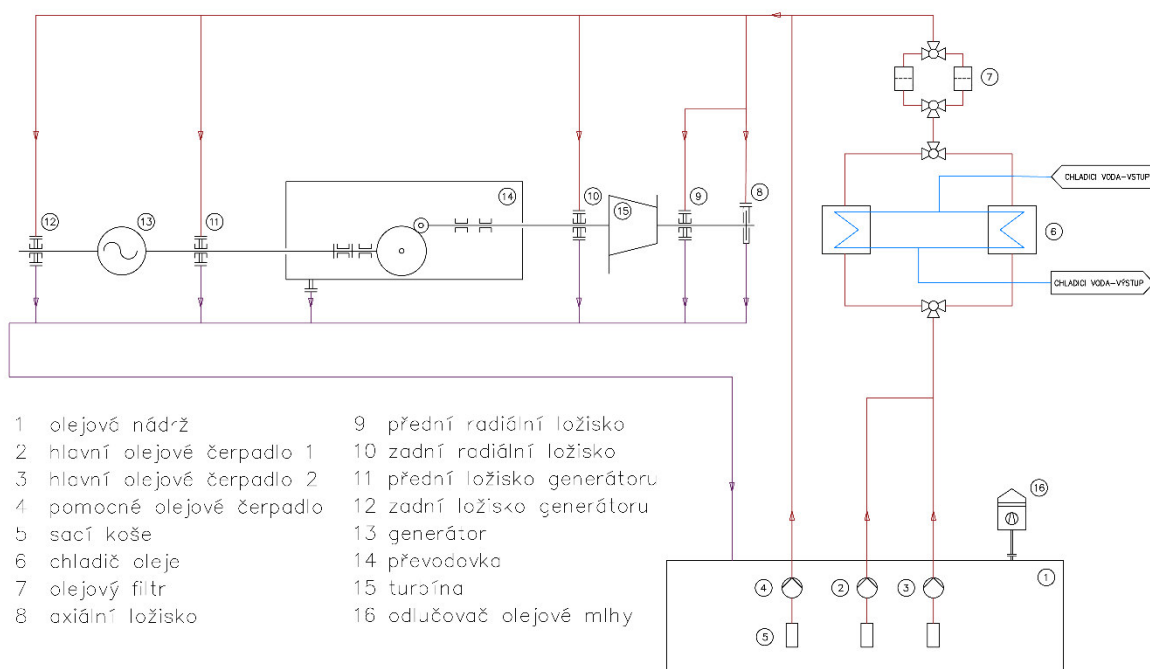 7
CHLADICI VODA-VSTUP
14
10
15
9
8
12
13
11
6
CHLADICI VODA-VÝSTUP
16
1
4
2
3
5
1 olejová nádrž
2 hlavní olejové čerpadlo 1
3 hlavní olejové čerpadlo 2
4 pomocné olejové čerpadlo
5 sací koše
6 chladič oleje
7 olejový filtr
8 axiální ložisko
9 přední radiální ložisko
10 zadní radiální ložisko
11 přední ložisko generátoru
12 zadní ložisko generátoru
13 generátor
14 převodovka
15 turbína
16 odlučovač olejové mlhy